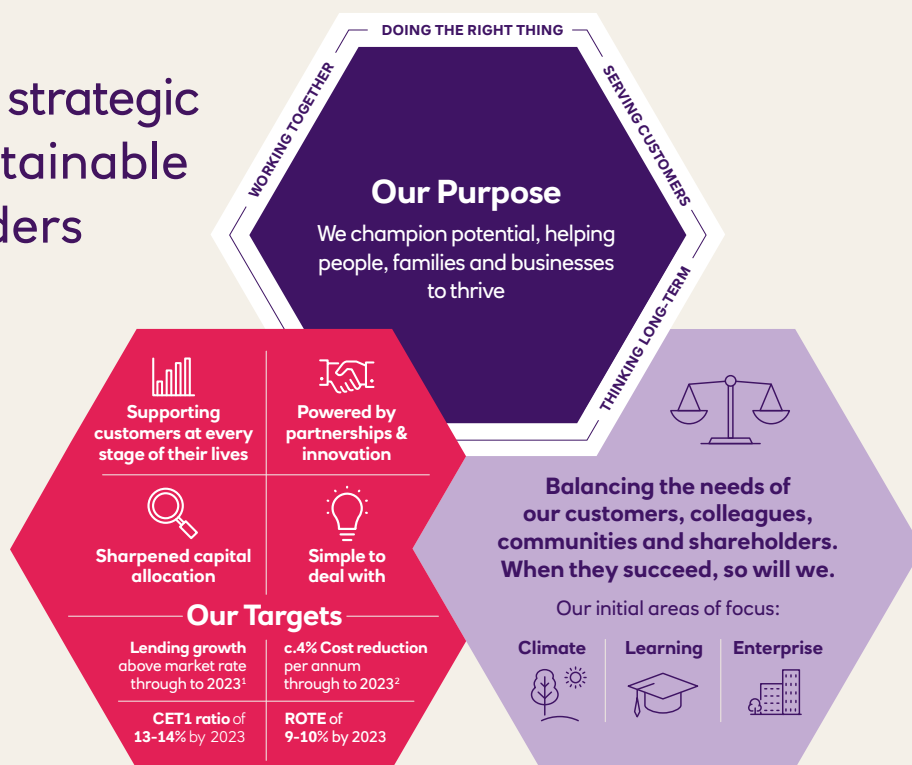 strategic
tainable
ders
DOING THE RIGHT THING
WORKING TOGETHER
SERVING CUSTOMERS
THINKING LONG-TERM
Our Purpose
We champion potential, helping
people, families and businesses
to thrive
Supporting
customers at every
stage of their lives
Powered by
partnerships &
innovation
Sharpened capital
allocation
Simple to
deal with
Our Targets
Lending growth
above market rate
through to 2023¹
c.4% Cost reduction
per annum
through to 2023²
CET1 ratio of
13-14% by 2023
ROTE of
9-10% by 2023
Balancing the needs of
our customers, colleagues,
communities and shareholders.
When they succeed, so will we.
Our initial areas of focus:
Climate
Learning
Enterprise